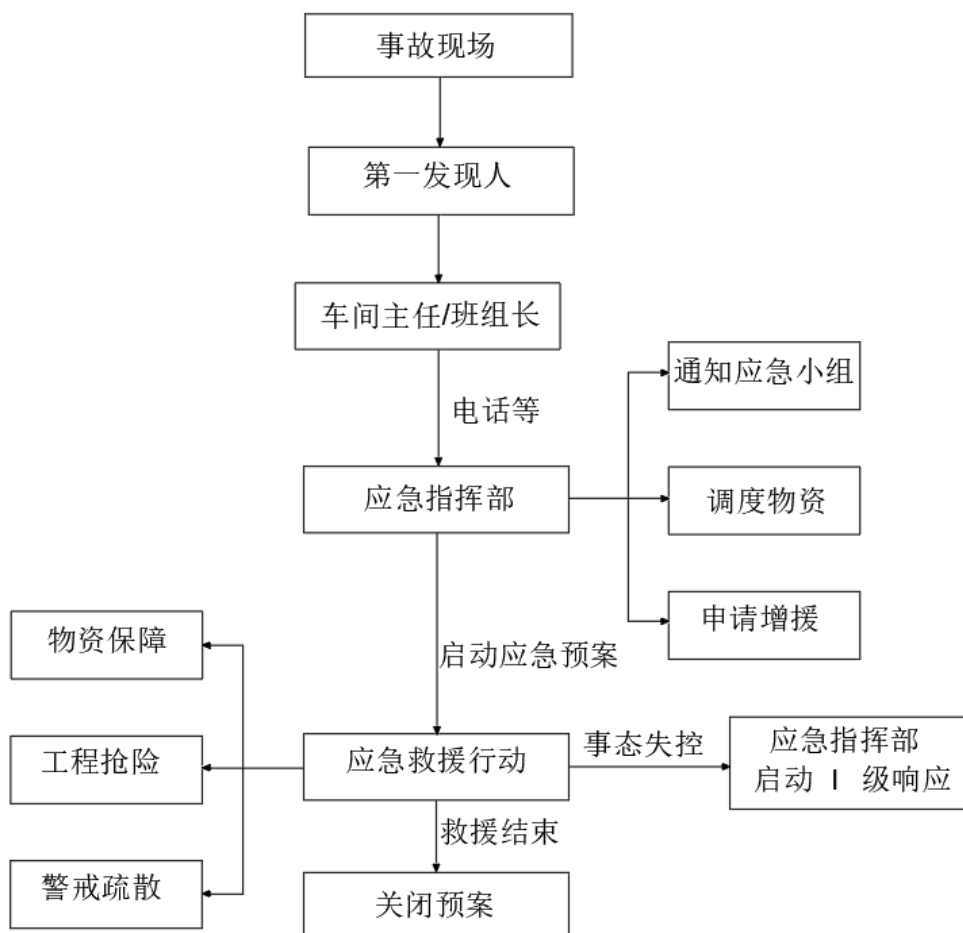 事故现场
第一发现人
车间主任/班组长
电话等
通知应急小组
应急指挥部
调度物资
申请增援
启动应急预案
物资保障
工程抢险
警戒疏散
应急救援行动
事态失控
应急指挥部
启动 I 级响应
救援结束
关闭预案